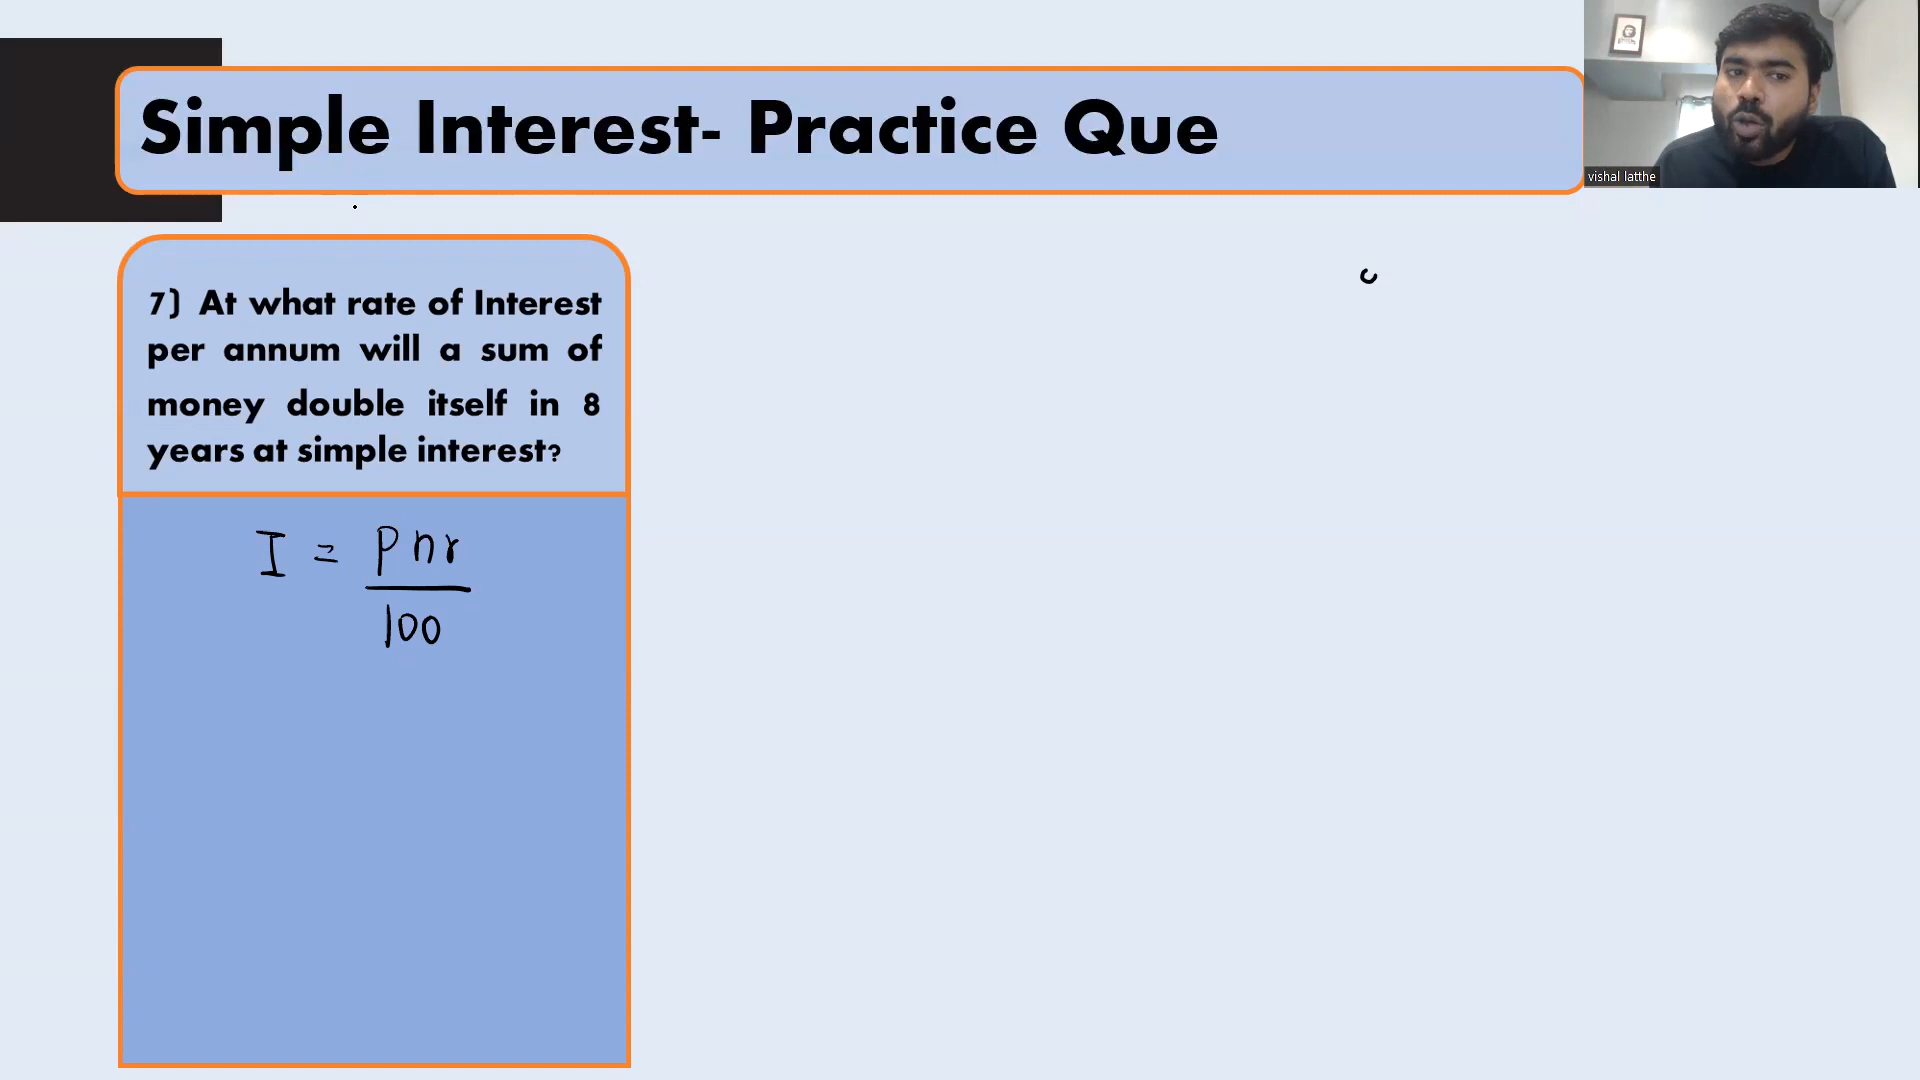 Simple Interest- Practice Que
vishal latthe
7) At what rate of Interest
per annum will a sum of
money double itself in 8
years at simple interest?
I = pnr
100